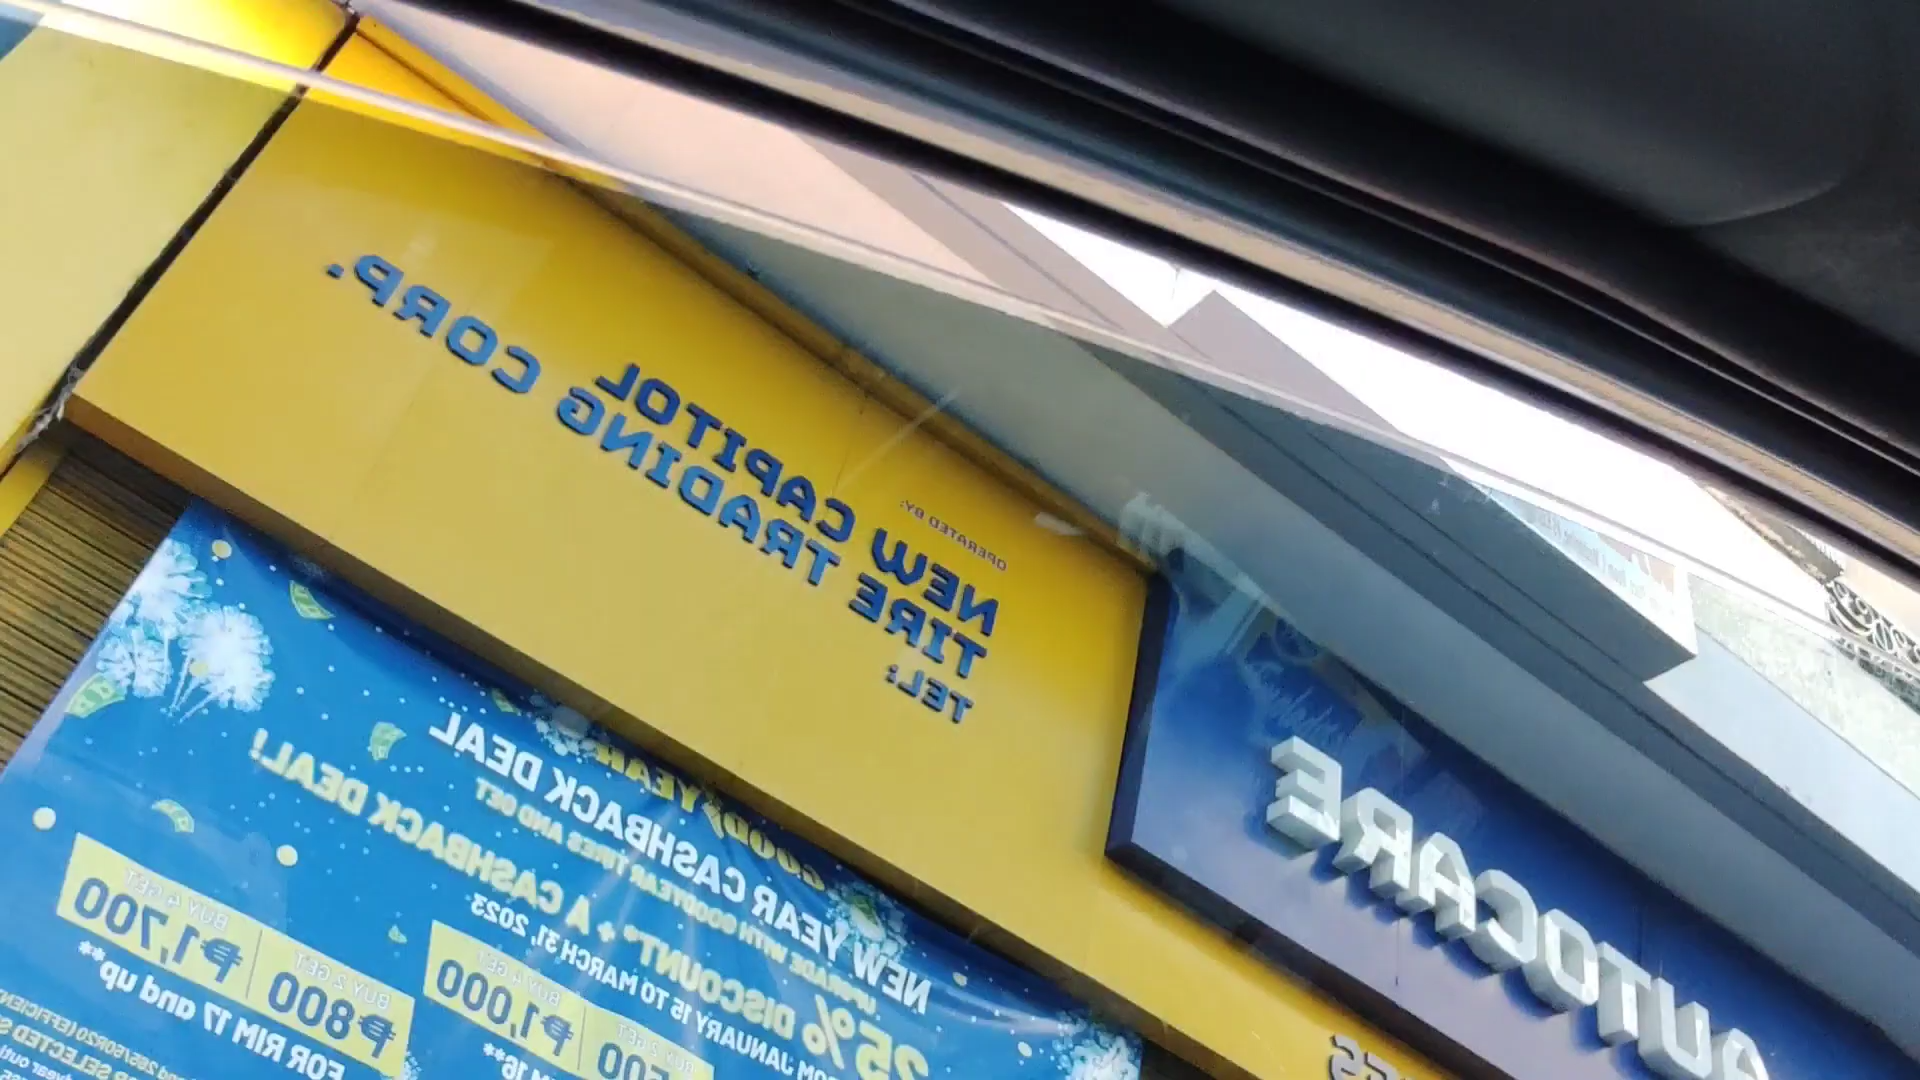 OPERATED BY:
NEW CAPITOL
TIRE TRADING CORP.
TEL:
AUTOCARE
GOODYEAR
NEW YEAR CASHBACK DEAL
UPGRADE WITH GOODYEAR TIRES AND GET
25% DISCOUNT* + A CASHBACK DEAL!
FROM JANUARY 15 TO MARCH 31, 2023
BUY 2 GET
BUY 4 GET
₱1,000
BUY 2 GET
₱800
BUY 4 GET
₱1,700
FOR RIM 17 and up**